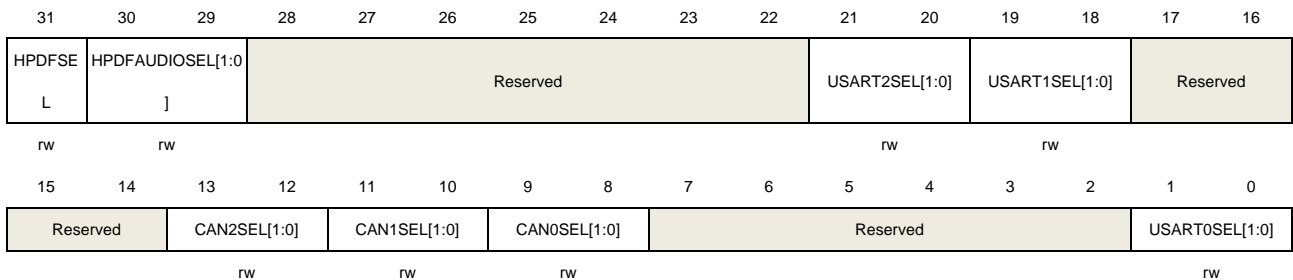 31 30 29 28 27 26 25 24 23 22 21 20 19 18 17 16
HPDFSE HPDFAUDIOSEL[1:0
Reserved USART2SEL[1:0] USART1SEL[1:0] Reserved
L ]
rw rw rw rw
15 14 13 12 11 10 9 8 7 6 5 4 3 2 1 0
Reserved CAN2SEL[1:0] CAN1SEL[1:0] CAN0SEL[1:0] Reserved USART0SEL[1:0]
rw rw rw rw